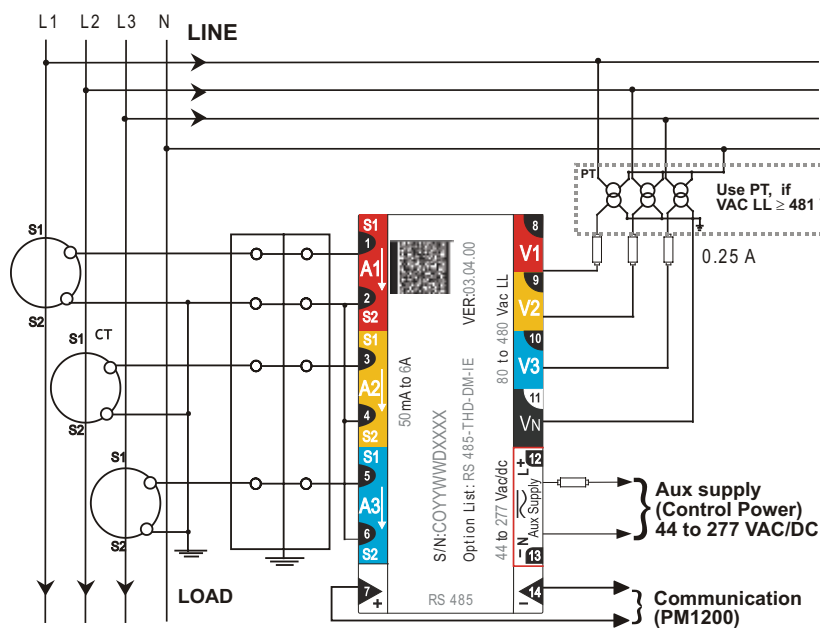 L1 L2 L3 N
LINE
PT
Use PT, if
VAC LL ≥ 481
0.25 A
S1
S2
S1
CT
S2
S1
S2
LOAD
S1
1
A1
2
S2
S1
3
A2
4
S2
S1
5
A3
6
S2
7
+
50 mA to 6A
S/N:COYYWWDXXXX
Option List: RS 485-THD-DM-IE
VER:03.04.00
80 to 480 Vac LL
44 to 277 Vac/dc
RS 485
8
V1
9
V2
10
V3
11
VN
12
L+
Aux Supply
N
13
14
–
Aux supply
(Control Power)
44 to 277 VAC/DC
Communication
(PM1200)